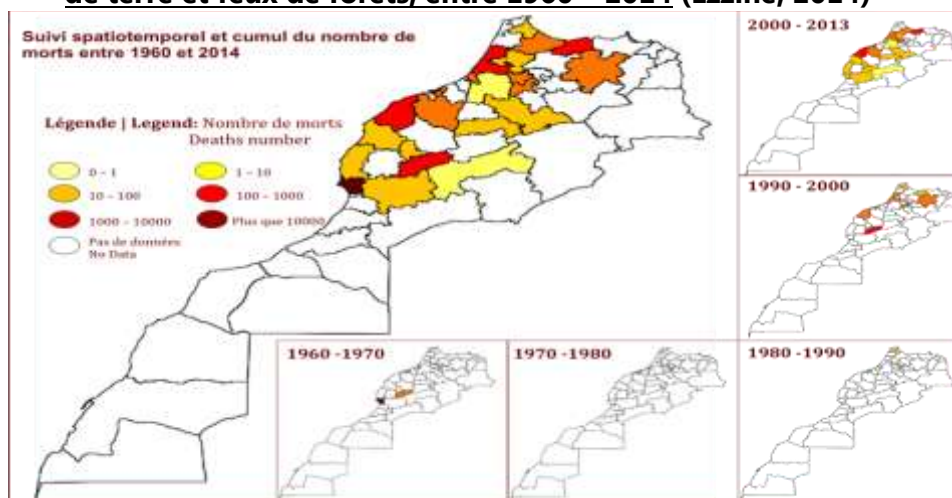 de terre et feux de forêts, entre 1960 – 2014 (Ezzine, 2014)
Suivi spatiotemporel et cumul du nombre de
morts entre 1960 et 2014
Légende | Legend: Nombre de morts
Deaths number
0 – 1
1 – 10
10 – 100
100 – 1000
1000 – 10000
Plus que 10000
Pas de données
No Data
2000 - 2013
1990 - 2000
1960 -1970
1970 -1980
1980 -1990